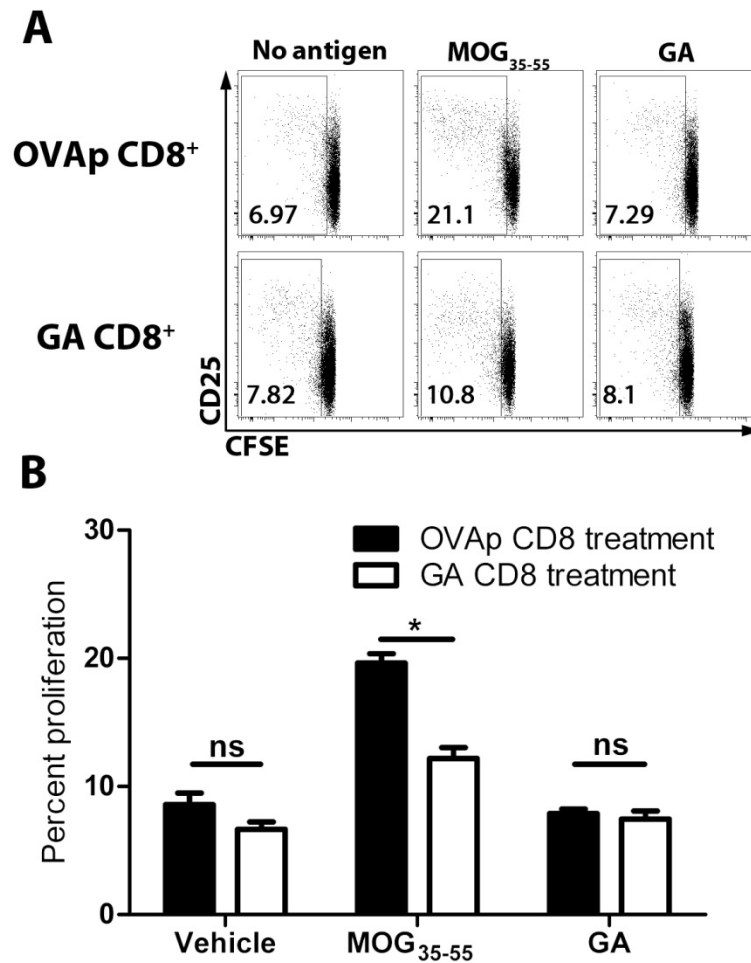 A
No antigen MOG35-55 GA
OVAp CD8+
6.97 21.1 7.29
GA CD8+
7.82 10.8 8.1
CD25
CFSE
B
30
OVAp CD8 treatment
GA CD8 treatment
Percent proliferation
20
*
ns ns
10
0
Vehicle MOG35-55 GA